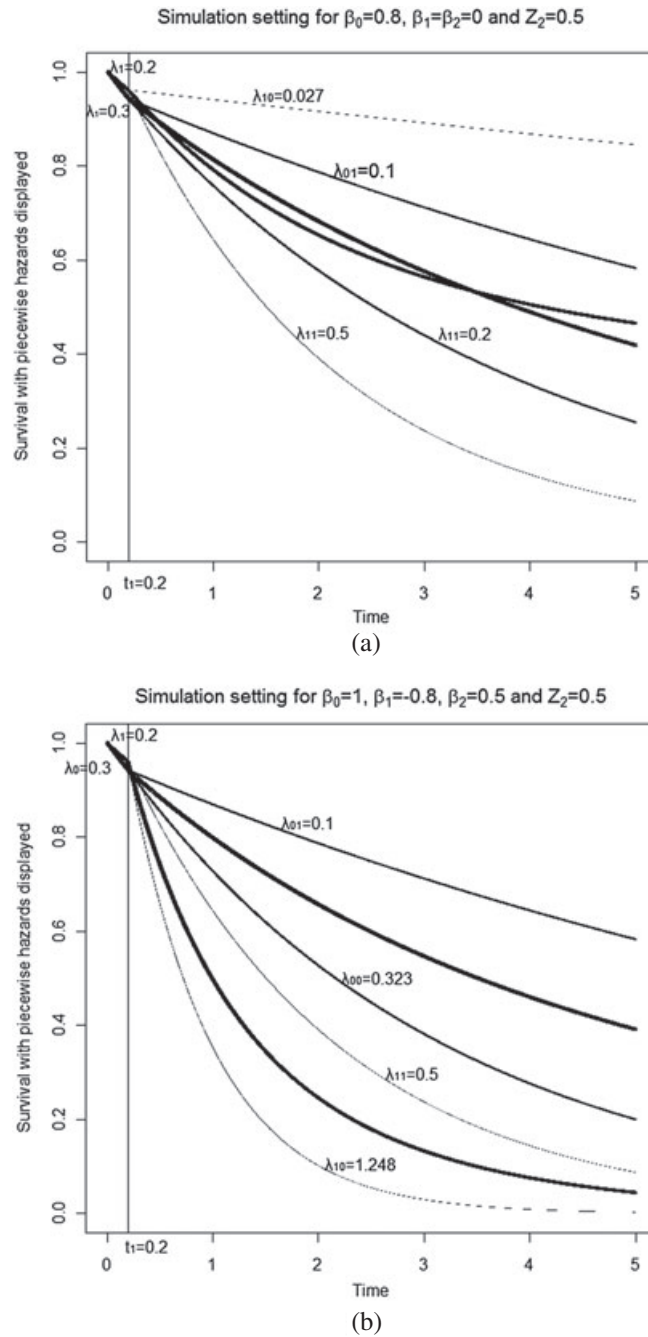 Simulation setting for β₀=0.8, β₁=β₂=0 and Z₂=0.5
Survival with piecewise hazards displayed
1.0
0.8
0.6
0.4
0.2
0.0
λ₁=0.2
λ₁=0.3
λ₁₀=0.027
λ₀₁=0.1
λ₁₁=0.5
λ₁₁=0.2
t₁=0.2
0 1 2 3 4 5
Time
(a)
Simulation setting for β₀=1, β₁=-0.8, β₂=0.5 and Z₂=0.5
Survival with piecewise hazards displayed
1.0
0.8
0.6
0.4
0.2
0.0
λ₁=0.2
λ₀=0.3
λ₀₁=0.1
λ₀₀=0.323
λ₁₁=0.5
λ₁₀=1.248
t₁=0.2
0 1 2 3 4 5
Time
(b)